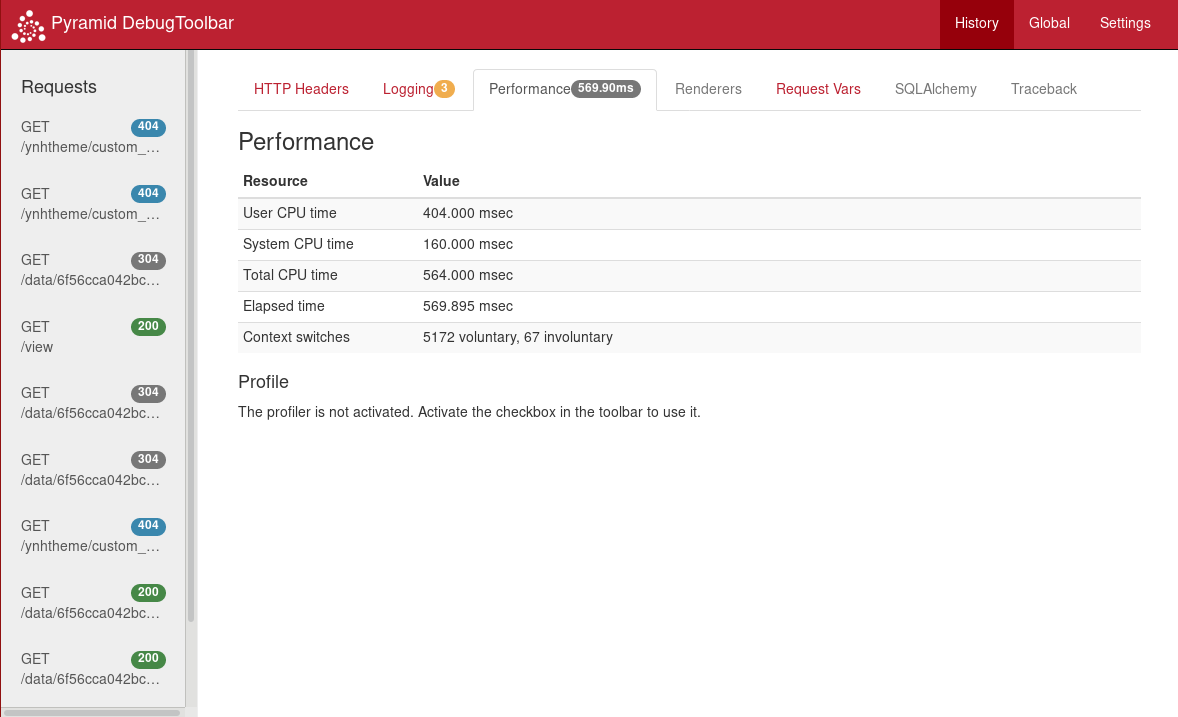 Pyramid DebugToolbar
History Global Settings
Requests
GET 404
/ynhtheme/custom_…
GET 404
/ynhtheme/custom_…
GET 304
/data/6f56cca042bc…
GET 200
/view
GET 304
/data/6f56cca042bc…
GET 304
/data/6f56cca042bc…
GET 404
/ynhtheme/custom_…
GET 200
/data/6f56cca042bc…
GET 200
/data/6f56cca042bc…
HTTP Headers Logging 3 Performance 569.90ms Renderers Request Vars SQLAlchemy Traceback
Performance
Resource Value
User CPU time 404.000 msec
System CPU time 160.000 msec
Total CPU time 564.000 msec
Elapsed time 569.895 msec
Context switches 5172 voluntary, 67 involuntary
Profile
The profiler is not activated. Activate the checkbox in the toolbar to use it.